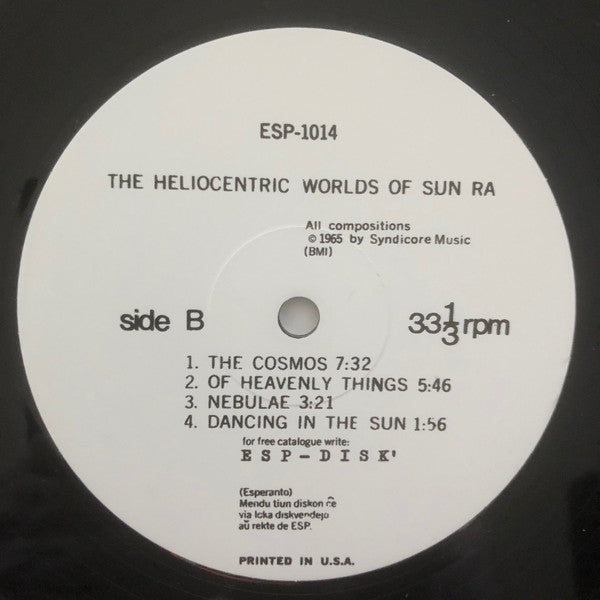 ESP-1014
THE HELIOCENTRIC WORLDS OF SUN RA
All compositions
© 1965 by Syndicore Music
(BMI)
side B
33 1/3 rpm
1. THE COSMOS 7:32
2. OF HEAVENLY THINGS 5:46
3. NEBULAE 3:21
4. DANCING IN THE SUN 1:56
for free catalogue write:
ESP-DISK'
(Esperanto)
Mendu tiun diskon ĉe
via loka diskvendejo
aŭ rekte de ESP.
PRINTED IN U.S.A.